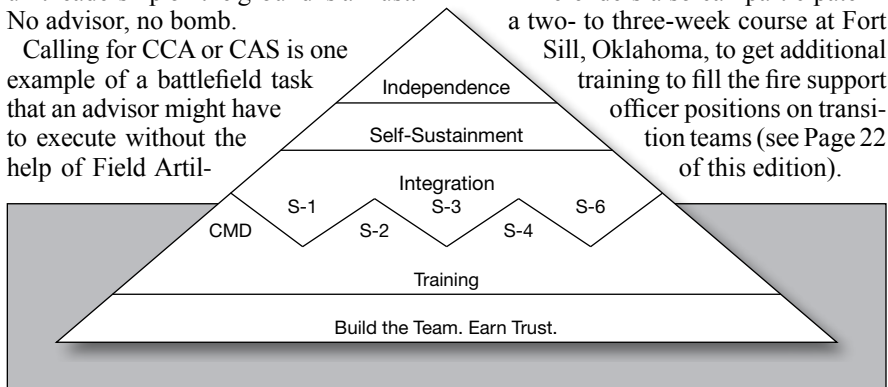 No advisor, no bomb.
Calling for CCA or CAS is one
example of a battlefield task
that an advisor might have
to execute without the
help of Field Artil-
a two- to three-week course at Fort
Sill, Oklahoma, to get additional
training to fill the fire support
officer positions on transi-
tion teams (see Page 22
of this edition).
Independence
Self-Sustainment
Integration
S-1 S-3 S-6
CMD S-2 S-4
Training
Build the Team. Earn Trust.